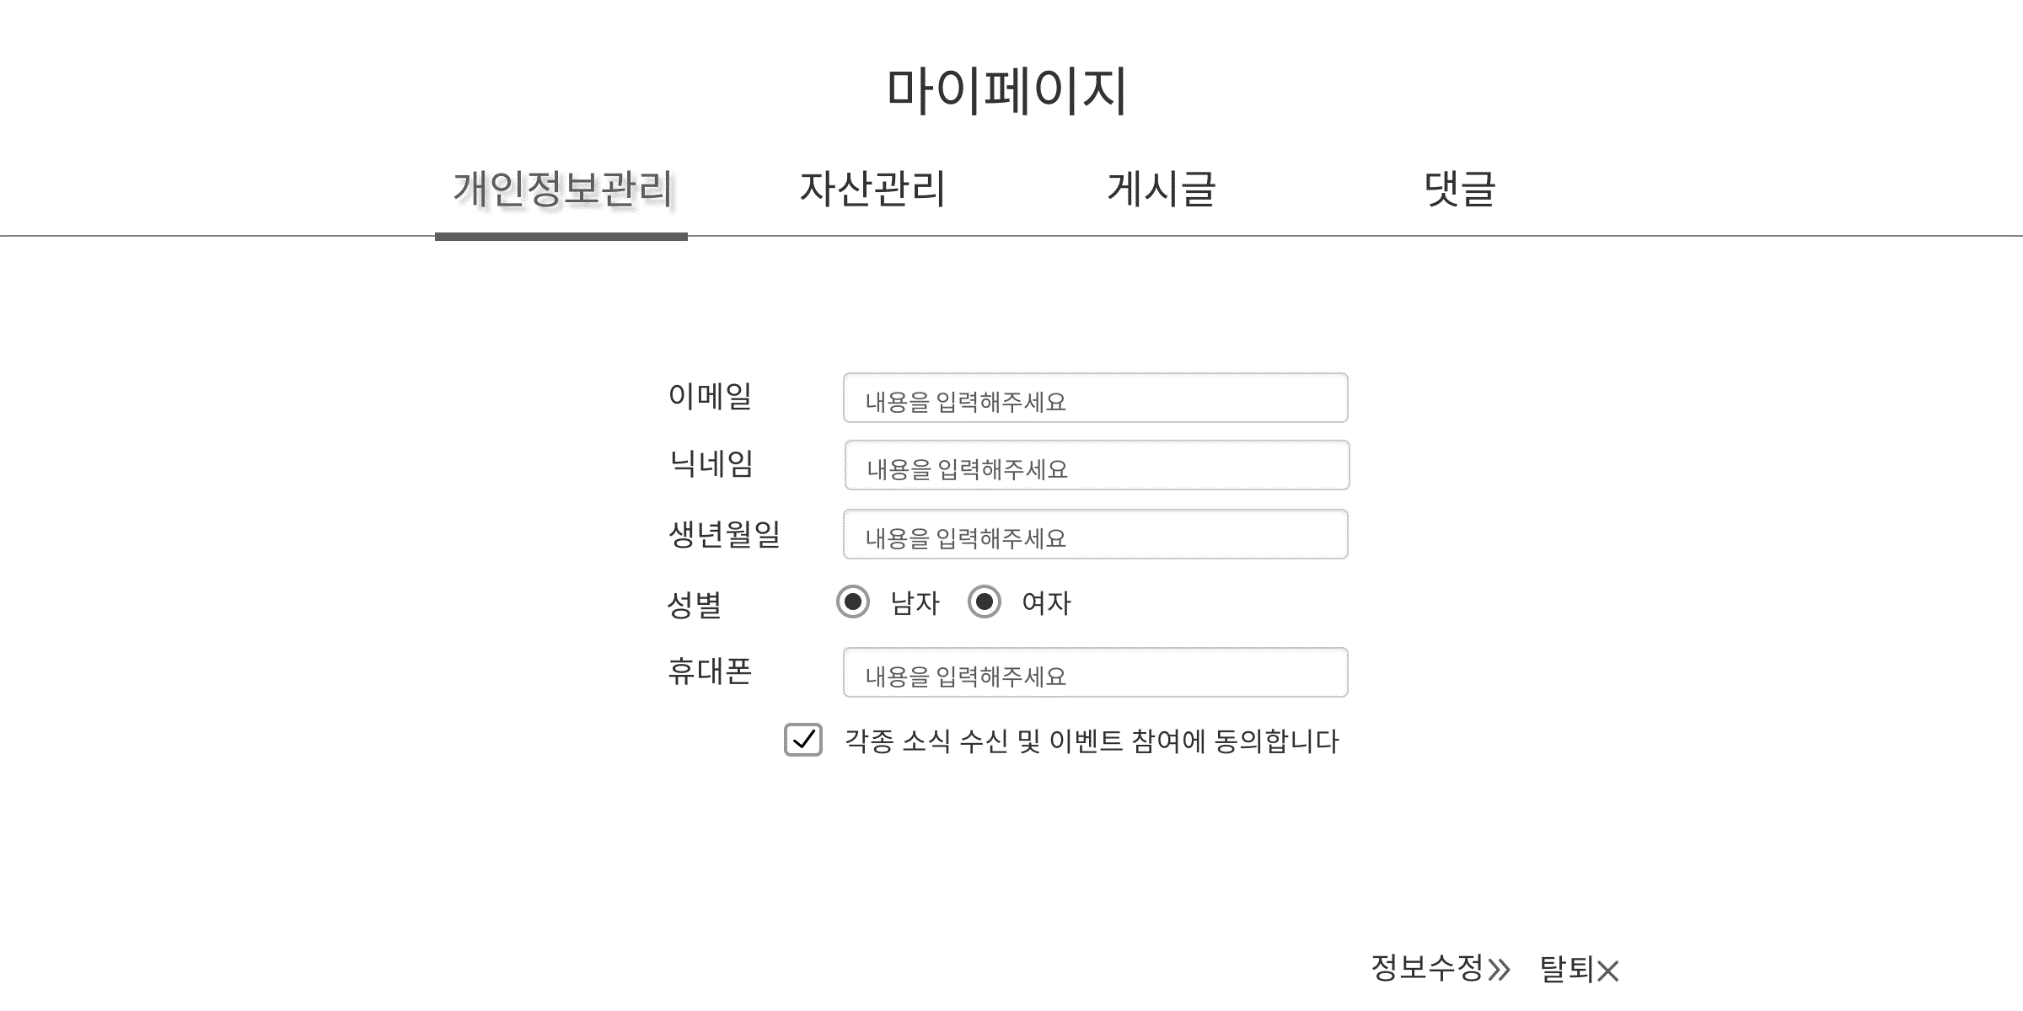 마이페이지
개인정보관리 자산관리 게시글 댓글
이메일 내용을 입력해주세요
닉네임 내용을 입력해주세요
생년월일 내용을 입력해주세요
성별 남자 여자
휴대폰 내용을 입력해주세요
각종 소식 수신 및 이벤트 참여에 동의합니다
정보수정 탈퇴